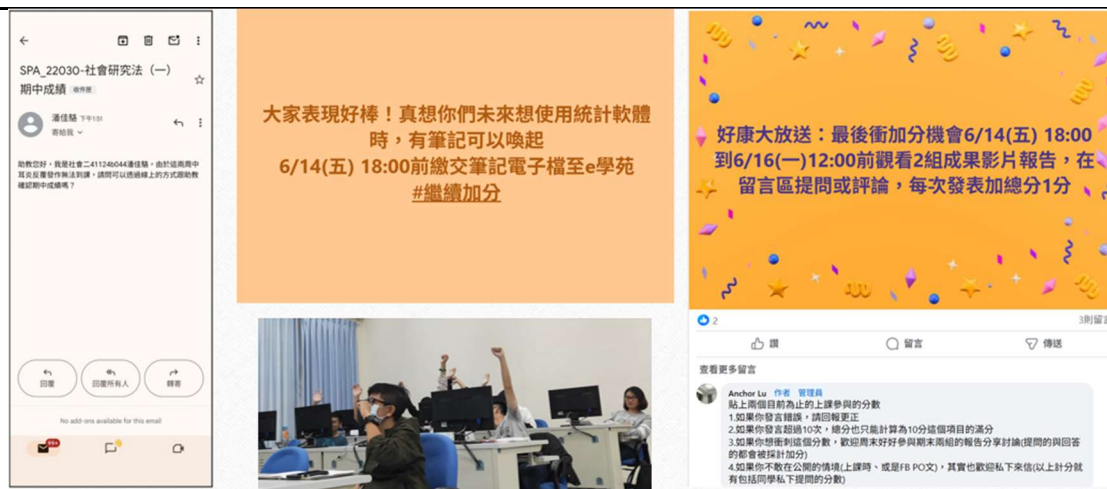 SPA_22030-社會研究法（一）
期中成績 收件匣
潘佳駱 下午1:51
寄給我
助教您好，我是社會二41124b044潘佳駱，由於這兩周中
耳炎反覆發作無法到課，請問可以透過線上的方式跟助教
確認期中成績嗎？
回覆
回覆所有人
轉寄
No add-ons available for this email
99+
大家表現好棒！真想你們未來想使用統計軟體
時，有筆記可以喚起
6/14(五) 18:00前繳交筆記電子檔至e學苑
#繼續加分
好康大放送：最後衝加分機會6/14(五) 18:00
到6/16(一)12:00前觀看2組成果影片報告，在
留言區提問或評論，每次發表加總分1分
2
3則留言
讚
留言
傳送
查看更多留言
Anchor Lu 作者 管理員
貼上兩個目前為止的上課參與的分數
1.如果你發言錯誤，請回報更正
2.如果你發言超過10次，總分也只能計算為10分這個項目的滿分
3.如果你想衝刺這個分數，歡迎周末好好參與期末兩組的報告分享討論(提問的與回答
的都會被採計加分)
4.如果你不敢在公開的情境(上課時、或是FB PO文)，其實也歡迎私下來信(以上計分就
有包括同學私下提問的分數)